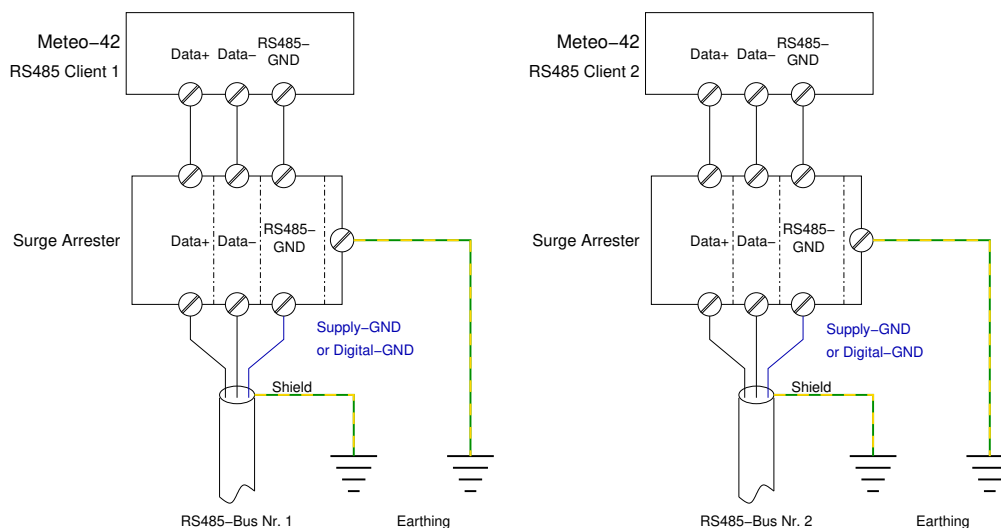 Meteo−42
RS485 Client 1
Data+ Data− RS485−
GND
Surge Arrester
Data+ Data− RS485−
GND
Supply−GND
or Digital−GND
Shield
RS485−Bus Nr. 1
Earthing
Meteo−42
RS485 Client 2
Data+ Data− RS485−
GND
Surge Arrester
Data+ Data− RS485−
GND
Supply−GND
or Digital−GND
Shield
RS485−Bus Nr. 2
Earthing